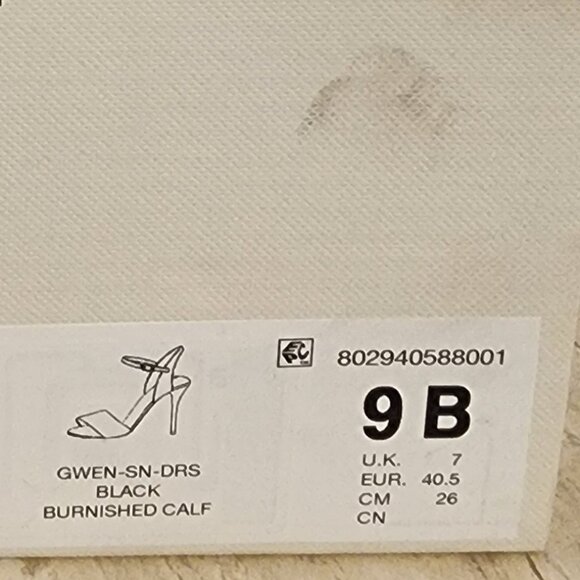 802940588001
9 B
U.K. 7
EUR. 40.5
CM 26
CN
GWEN-SN-DRS
BLACK
BURNISHED CALF